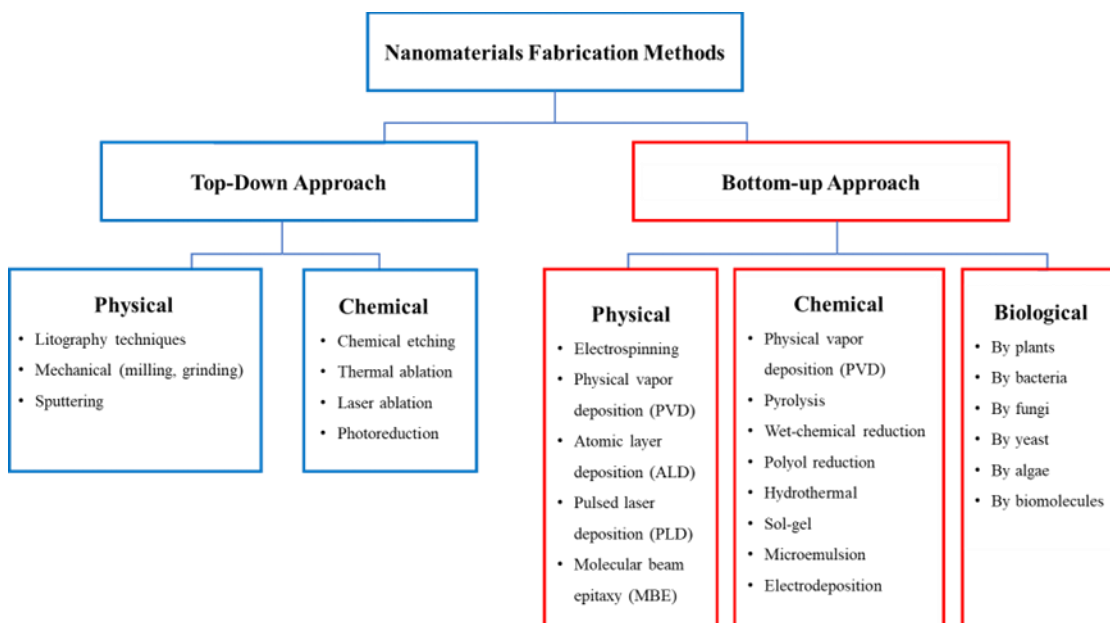 Nanomaterials Fabrication Methods
Top-Down Approach
Bottom-up Approach
Physical
• Litography techniques
• Mechanical (milling, grinding)
• Sputtering
Chemical
• Chemical etching
• Thermal ablation
• Laser ablation
• Photoreduction
Physical
• Electrospinning
• Physical vapor
deposition (PVD)
• Atomic layer
deposition (ALD)
• Pulsed laser
deposition (PLD)
• Molecular beam
epitaxy (MBE)
Chemical
• Physical vapor
deposition (PVD)
• Pyrolysis
• Wet-chemical reduction
• Polyol reduction
• Hydrothermal
• Sol-gel
• Microemulsion
• Electrodeposition
Biological
• By plants
• By bacteria
• By fungi
• By yeast
• By algae
• By biomolecules